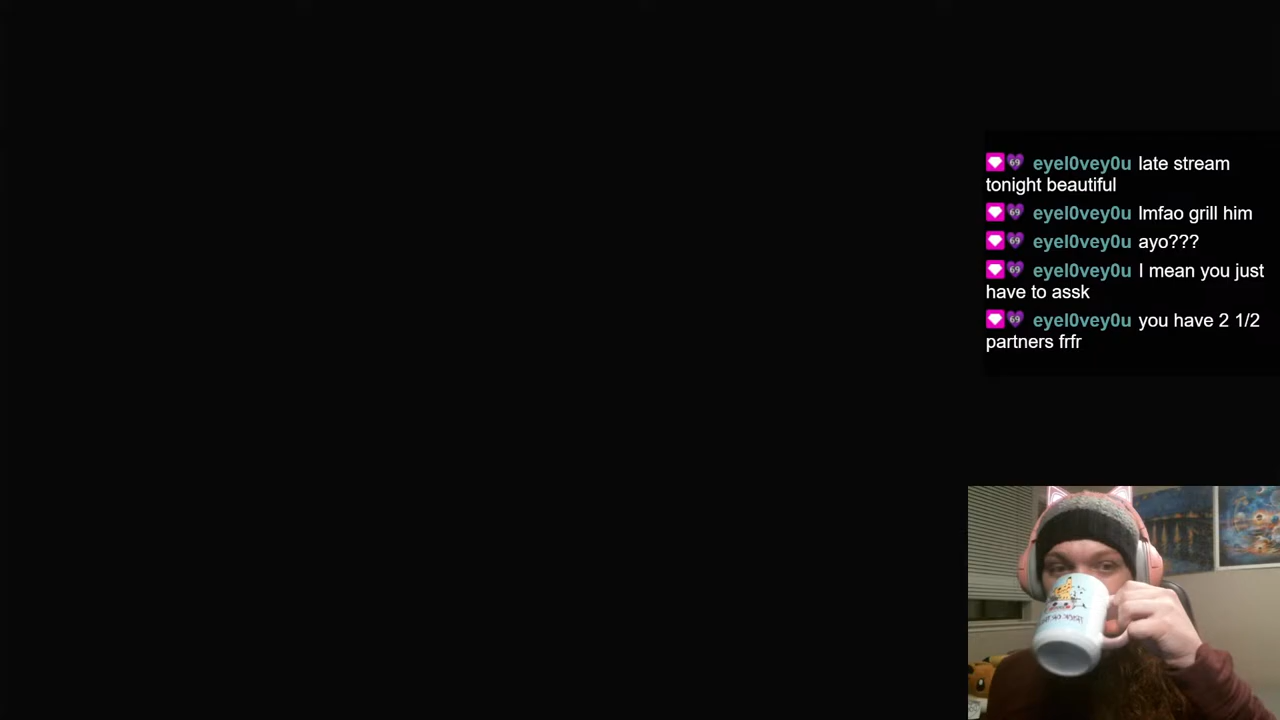 eyel0vey0u late stream
tonight beautiful
eyel0vey0u lmfao grill him
eyel0vey0u ayo???
eyel0vey0u I mean you just
have to assk
eyel0vey0u you have 2 1/2
partners frfr